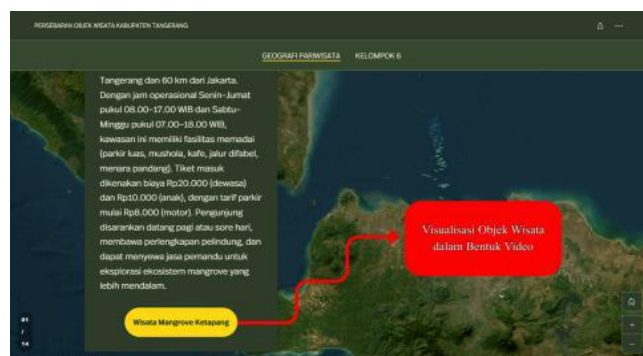 PERSEBARAN OBJEK WISATA KABUPATEN TANGERANG
GEOGRAFI PARIWISATA
KELOMPOK 6
Tangerang dan 60 km dari Jakarta.
Dengan jam operasional Senin–Jumat
pukul 08.00–17.00 WIB dan Sabtu–
Minggu pukul 07.00–18.00 WIB,
kawasan ini memiliki fasilitas memadai
(parkir luas, mushola, kafe, jalur difabel,
menara pandang). Tiket masuk
dikenakan biaya Rp20.000 (dewasa)
dan Rp10.000 (anak), dengan tarif parkir
mulai Rp8.000 (motor). Pengunjung
disarankan datang pagi atau sore hari,
membawa perlengkapan pelindung, dan
dapat menyewa jasa pemandu untuk
eksplorasi ekosistem mangrove yang
lebih mendalam.
Wisata Mangrove Ketapang
Visualisasi Objek Wisata
dalam Bentuk Video
01
/
14